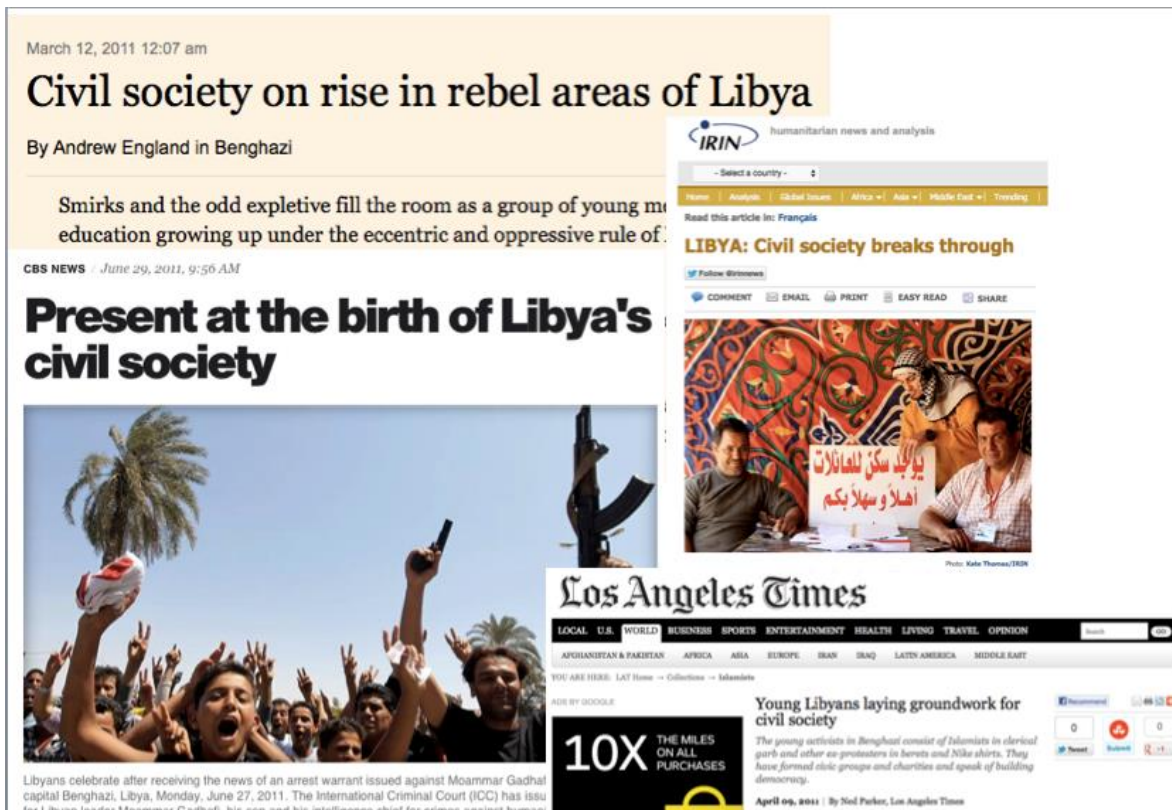 March 12, 2011 12:07 am
Civil society on rise in rebel areas of Libya
By Andrew England in Benghazi
Smirks and the odd expletive fill the room as a group of young
education growing up under the eccentric and oppressive rule of
CBS NEWS / June 29, 2011, 9:56 AM
Present at the birth of Libya's
civil society
Libyans celebrate after receiving the news of an arrest warrant issued against Moammar
capital Benghazi, Libya, Monday, June 27, 2011. The International Criminal Court (ICC) has
IRIN humanitarian news and analysis
- Select a country -
Home | Analysis | Global Issues | Africa | Asia | Middle East | Trending |
Read this article in: Français
LIBYA: Civil society breaks through
Follow @irinnews
COMMENT EMAIL PRINT EASY READ SHARE
يوجد سكن للعائلات
أهلاً و سهلاً بكم
Photo: Kate Thomas/IRIN
Los Angeles Times
LOCAL U.S. WORLD BUSINESS SPORTS ENTERTAINMENT HEALTH LIVING TRAVEL OPINION Search GO
AFGHANISTAN & PAKISTAN AFRICA ASIA EUROPE IRAN IRAQ LATIN AMERICA MIDDLE EAST
YOU ARE HERE: LAT Home → Collections → Islamists
ADS BY GOOGLE
10X THE MILES
ON ALL
PURCHASES
Young Libyans laying groundwork for
civil society
The young activists in Benghazi consist of Islamists in clerical
garb and other ex-protesters in berets and Nike shirts. They
have formed civic groups and charities and speak of building
democracy.
April 09, 2011 | By Ned Parker, Los Angeles Times
Recommend
0 0
Tweet Submit +1